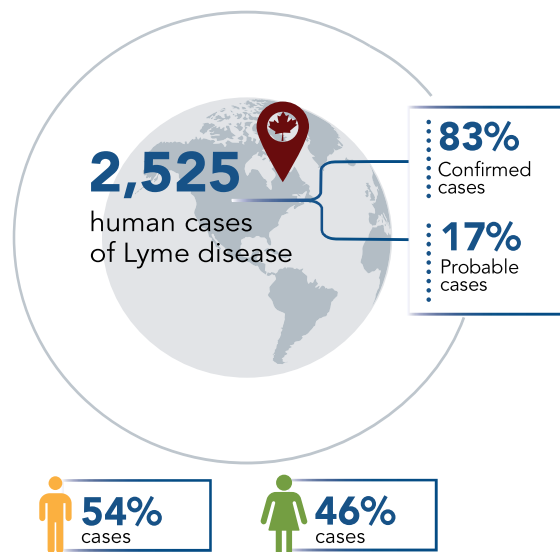 2,525
human cases
of Lyme disease
83%
Confirmed
cases
17%
Probable
cases
54%
cases
46%
cases